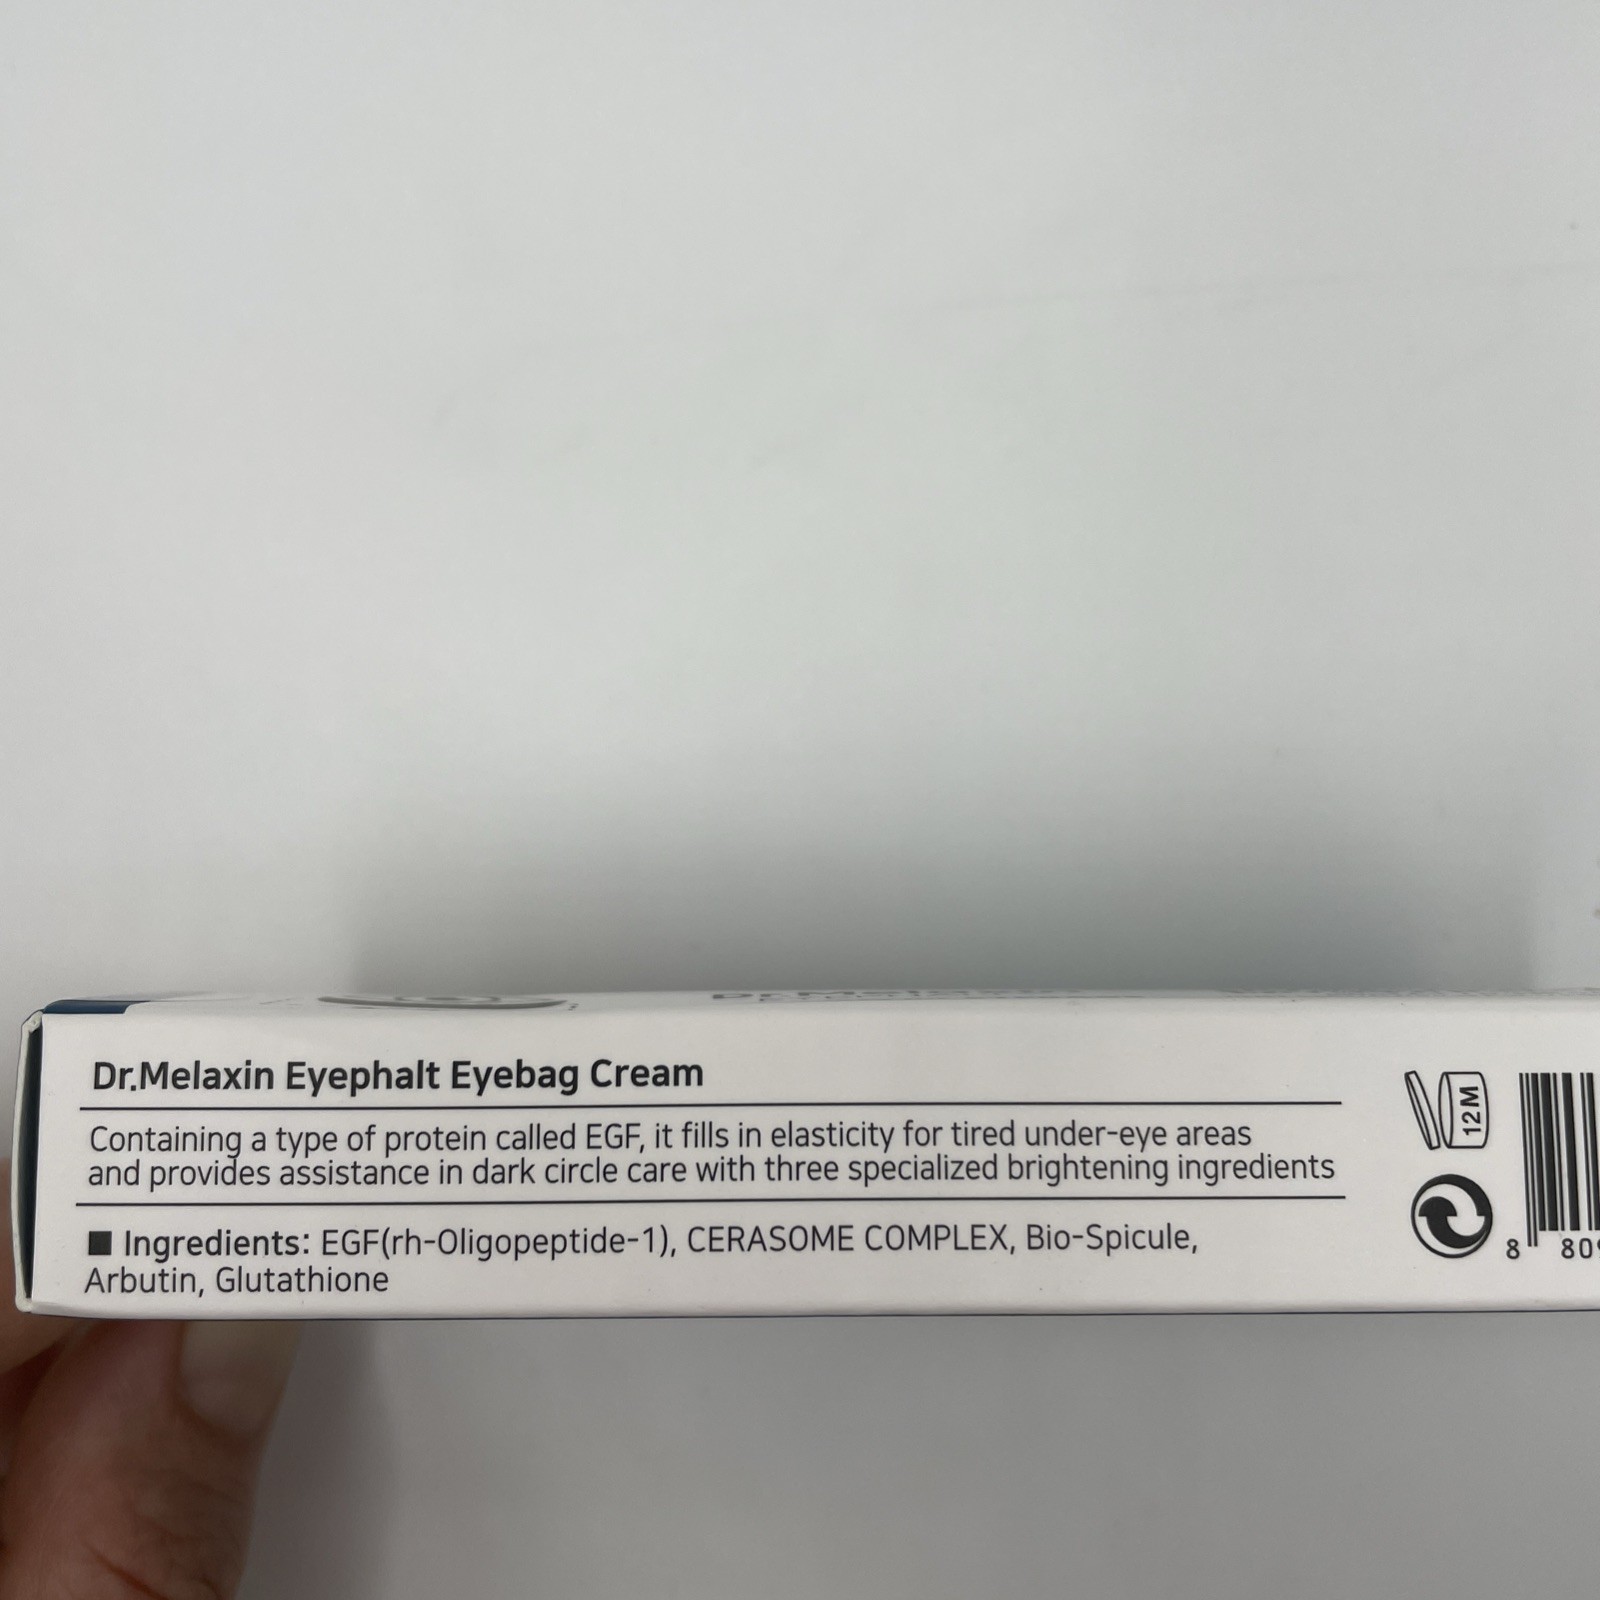 Dr.Melaxin Eyephalt Eyebag Cream
Containing a type of protein called EGF, it fills in elasticity for tired under-eye areas
and provides assistance in dark circle care with three specialized brightening ingredients
■ Ingredients: EGF(rh-Oligopeptide-1), CERASOME COMPLEX, Bio-Spicule,
Arbutin, Glutathione
12M
8 80